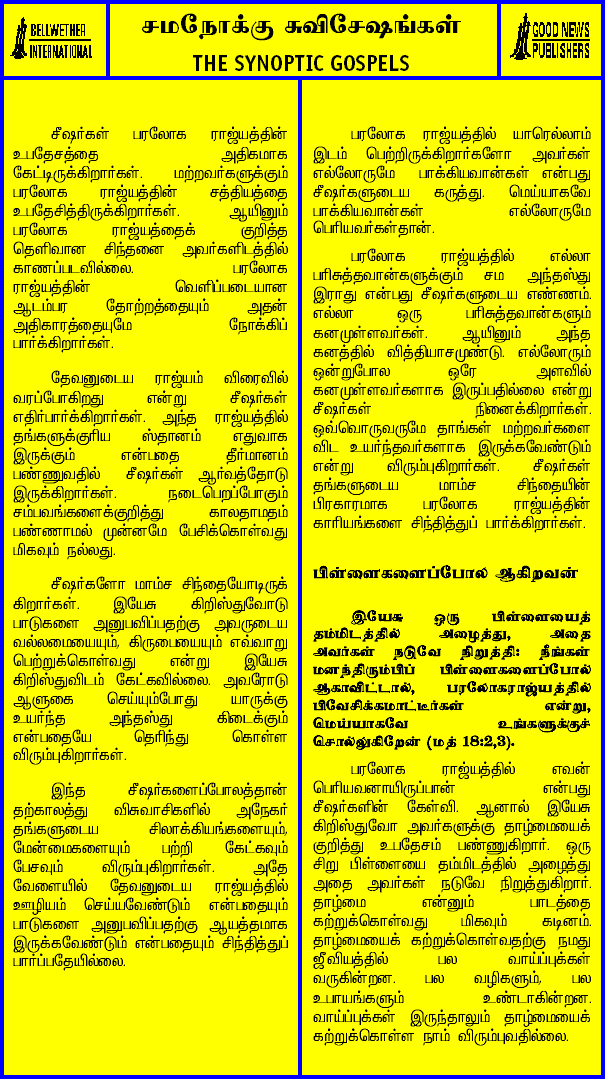 BELLWETHER
INTERNATIONAL
சமநோக்கு சுவிசேஷங்கள்
THE SYNOPTIC GOSPELS
GOOD NEWS
PUBLISHERS
சீஷர்கள் பரலோக ராஜ்யத்தின்
உபதேசத்தை அதிகமாக
கேட்டிருக்கிறார்கள். மற்றவர்களுக்கும்
பரலோக ராஜ்யத்தின் சத்தியத்தை
உபதேசித்திருக்கிறார்கள். ஆயினும்
பரலோக ராஜ்யத்தைக் குறித்த
தெளிவான சிந்தனை அவர்களிடத்தில்
காணப்படவில்லை. பரலோக
ராஜ்யத்தின் வெளிப்படையான
ஆடம்பர தோற்றத்தையும் அதன்
அதிகாரத்தையுமே நோக்கிப்
பார்க்கிறார்கள்.
தேவனுடைய ராஜ்யம் விரைவில்
வரப்போகிறது என்று சீஷர்கள்
எதிர்பார்க்கிறார்கள். அந்த ராஜ்யத்தில்
தங்களுக்குரிய ஸ்தானம் எதுவாக
இருக்கும் என்பதை தீர்மானம்
பண்ணுவதில் சீஷர்கள் ஆர்வத்தோடு
இருக்கிறார்கள். நடைபெறப்போகும்
சம்பவங்களைக்குறித்து காலதாமதம்
பண்ணாமல் முன்னமே பேசிக்கொள்வது
மிகவும் நல்லது.
சீஷர்களோ மாம்ச சிந்தையோடிருக்
கிறார்கள். இயேசு கிறிஸ்துவோடு
பாடுகளை அனுபவிப்பதற்கு அவருடைய
வல்லமையையும், கிருபையையும் எவ்வாறு
பெற்றுக்கொள்வது என்று இயேசு
கிறிஸ்துவிடம் கேட்கவில்லை. அவரோடு
ஆளுகை செய்யும்போது யாருக்கு
உயர்ந்த அந்தஸ்து கிடைக்கும்
என்பதையே தெரிந்து கொள்ள
விரும்புகிறார்கள்.
இந்த சீஷர்களைப்போலத்தான்
தற்காலத்து விசுவாசிகளில் அநேகர்
தங்களுடைய சிலாக்கியங்களையும்,
மேன்மைகளையும் பற்றி கேட்கவும்
பேசவும் விரும்புகிறார்கள். அதே
வேளையில் தேவனுடைய ராஜ்யத்தில்
ஊழியம் செய்யவேண்டும் என்பதையும்
பாடுகளை அனுபவிப்பதற்கு ஆயத்தமாக
இருக்கவேண்டும் என்பதையும் சிந்தித்துப்
பார்ப்பதேயில்லை.
பரலோக ராஜ்யத்தில் யாரெல்லாம்
இடம் பெற்றிருக்கிறார்களோ அவர்கள்
எல்லோருமே பாக்கியவான்கள் என்பது
சீஷர்களுடைய கருத்து. மெய்யாகவே
பாக்கியவான்கள் எல்லோருமே
பெரியவர்கள்தான்.
பரலோக ராஜ்யத்தில் எல்லா
பரிசுத்தவான்களுக்கும் சம அந்தஸ்து
இராது என்பது சீஷர்களுடைய எண்ணம்.
எல்லா ஒரு பரிசுத்தவான்களும்
கனமுள்ளவர்கள். ஆயினும் அந்த
கனத்தில் வித்தியாசமுண்டு. எல்லோரும்
ஒன்றுபோல ஒரே அளவில்
கனமுள்ளவர்களாக இருப்பதில்லை என்று
சீஷர்கள் நினைக்கிறார்கள்.
ஒவ்வொருவருமே தாங்கள் மற்றவர்களை
விட உயர்ந்தவர்களாக இருக்கவேண்டும்
என்று விரும்புகிறார்கள். சீஷர்கள்
தங்களுடைய மாம்ச சிந்தையின்
பிரகாரமாக பரலோக ராஜ்யத்தின்
காரியங்களை சிந்தித்துப் பார்க்கிறார்கள்.
பிள்ளைகளைப்போல் ஆகிறவன்
இயேசு ஒரு பிள்ளையைத்
தம்மிடத்தில் அழைத்து, அதை
அவர்கள் நடுவே நிறுத்தி: நீங்கள்
மனந்திரும்பிப் பிள்ளைகளைப்போல்
ஆகாவிட்டால், பரலோகராஜ்யத்தில்
பிரவேசிக்கமாட்டீர்கள் என்று,
மெய்யாகவே உங்களுக்குச்
சொல்லுகிறேன் (மத் 18:2,3).
பரலோக ராஜ்யத்தில் எவன்
பெரியவனாயிருப்பான் என்பது
சீஷர்களின் கேள்வி. ஆனால் இயேசு
கிறிஸ்துவோ அவர்களுக்கு தாழ்மையைக்
குறித்து உபதேசம் பண்ணுகிறார். ஒரு
சிறு பிள்ளையை தம்மிடத்தில் அழைத்து
அதை அவர்கள் நடுவே நிறுத்துகிறார்.
தாழ்மை என்னும் பாடத்தை
கற்றுக்கொள்வது மிகவும் கடினம்.
தாழ்மையைக் கற்றுக்கொள்வதற்கு நமது
ஜீவியத்தில் பல வாய்ப்புக்கள்
வருகின்றன. பல வழிகளும், பல
உபாயங்களும் உண்டாகின்றன.
வாய்ப்புக்கள் இருந்தாலும் தாழ்மையைக்
கற்றுக்கொள்ள நாம் விரும்புவதில்லை.